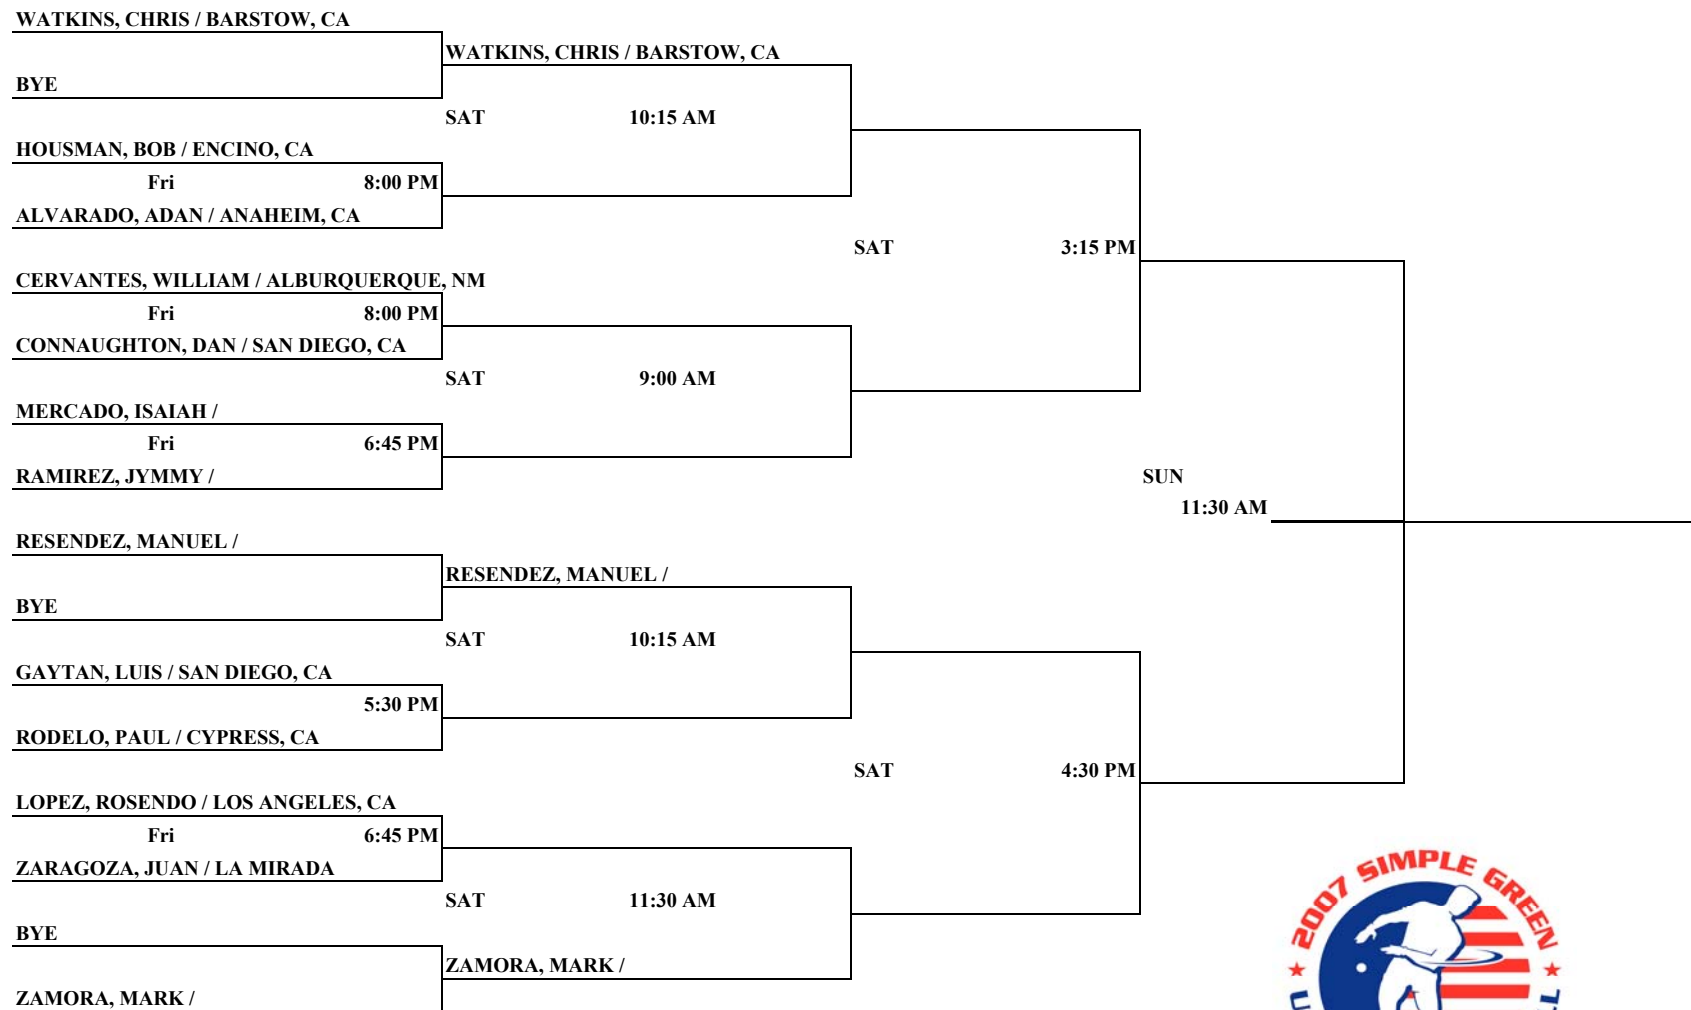 WATKINS, CHRIS / BARSTOW, CA
WATKINS, CHRIS / BARSTOW, CA
BYE
SAT 10:15 AM
HOUSMAN, BOB / ENCINO, CA
Fri 8:00 PM
ALVARADO, ADAN / ANAHEIM, CA
SAT 3:15 PM
CERVANTES, WILLIAM / ALBURQUERQUE, NM
Fri 8:00 PM
CONNAUGHTON, DAN / SAN DIEGO, CA
SAT 9:00 AM
MERCADO, ISAIAH /
Fri 6:45 PM
RAMIREZ, JYMMY /
SUN
11:30 AM
RESENDEZ, MANUEL /
RESENDEZ, MANUEL /
BYE
SAT 10:15 AM
GAYTAN, LUIS / SAN DIEGO, CA
5:30 PM
RODELO, PAUL / CYPRESS, CA
SAT 4:30 PM
LOPEZ, ROSENDO / LOS ANGELES, CA
Fri 6:45 PM
ZARAGOZA, JUAN / LA MIRADA
SAT 11:30 AM
BYE
ZAMORA, MARK /
ZAMORA, MARK /
2007 SIMPLE GREEN